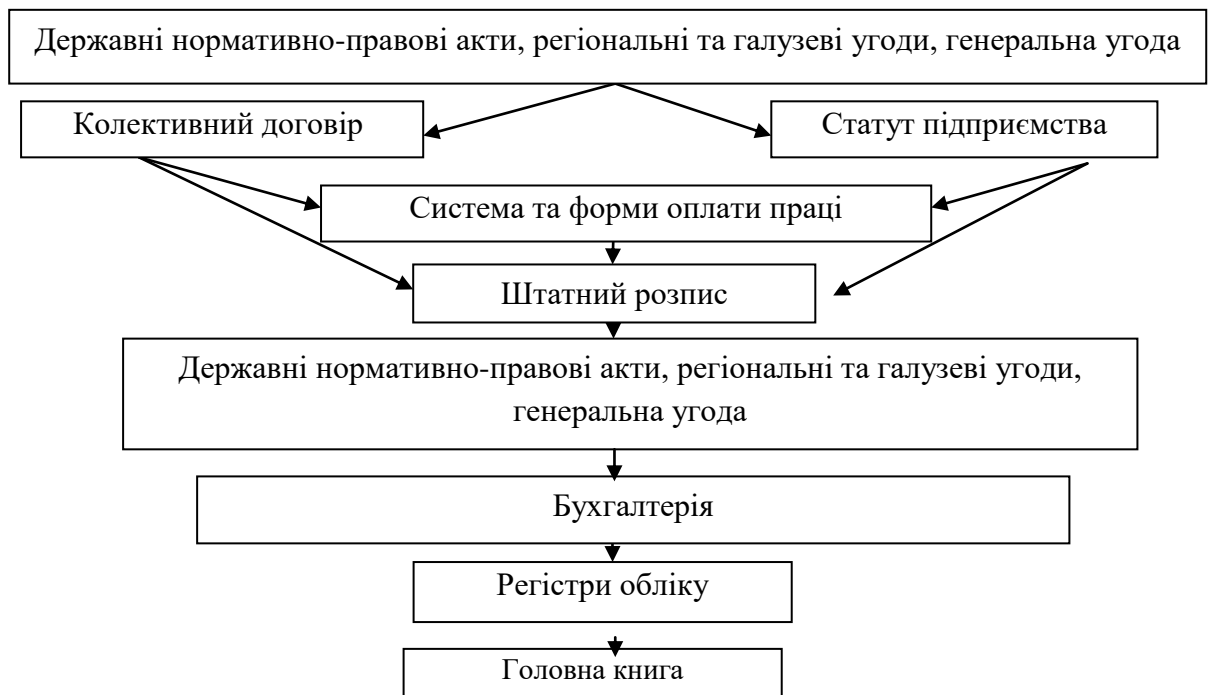 Державні нормативно-правові акти, регіональні та галузеві угоди, генеральна угода
Колективний договір
Статут підприємства
Система та форми оплати праці
Штатний розпис
Державні нормативно-правові акти, регіональні та галузеві угоди,
генеральна угода
Бухгалтерія
Регістри обліку
Головна книга